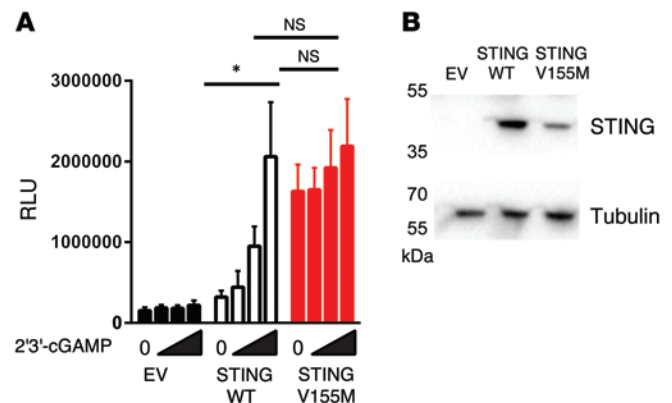 A
NS
NS
*
3000000
2000000
1000000
0
RLU
2'3'-cGAMP
0
0
0
EV
STING
WT
STING
V155M
B
EV
STING
WT
STING
V155M
55
35
STING
70
55
Tubulin
kDa